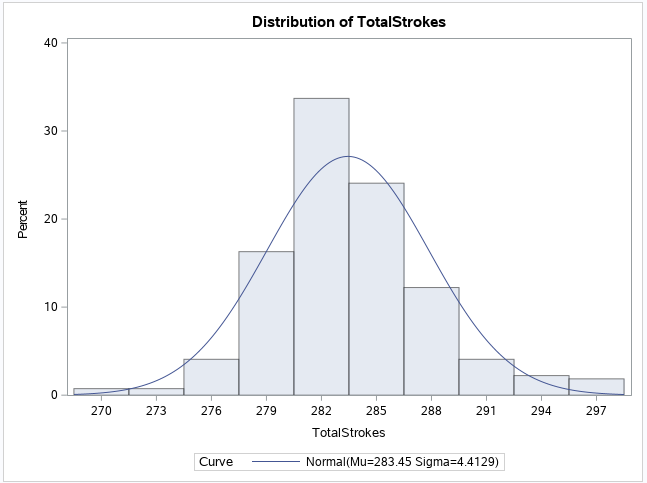 Distribution of TotalStrokes
40
30
20
10
0
Percent
270 273 276 279 282 285 288 291 294 297
TotalStrokes
Curve Normal(Mu=283.45 Sigma=4.4129)